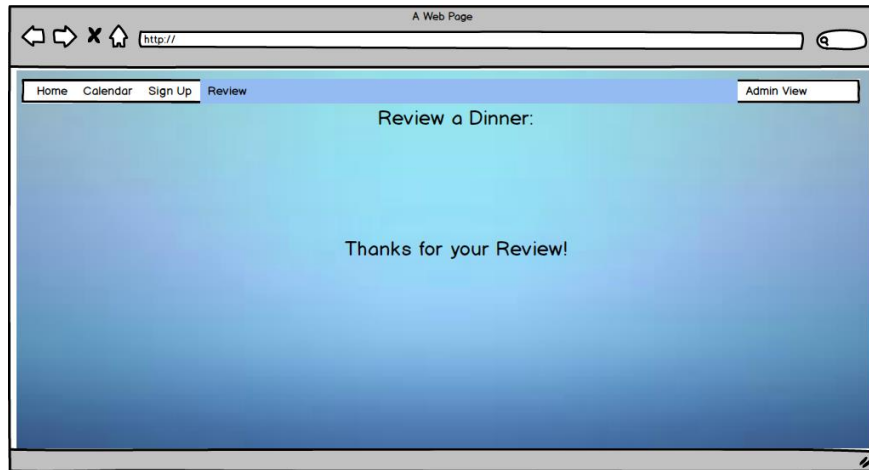 A Web Page
http://
Home Calendar Sign Up Review Admin View
Review a Dinner:
Thanks for your Review!